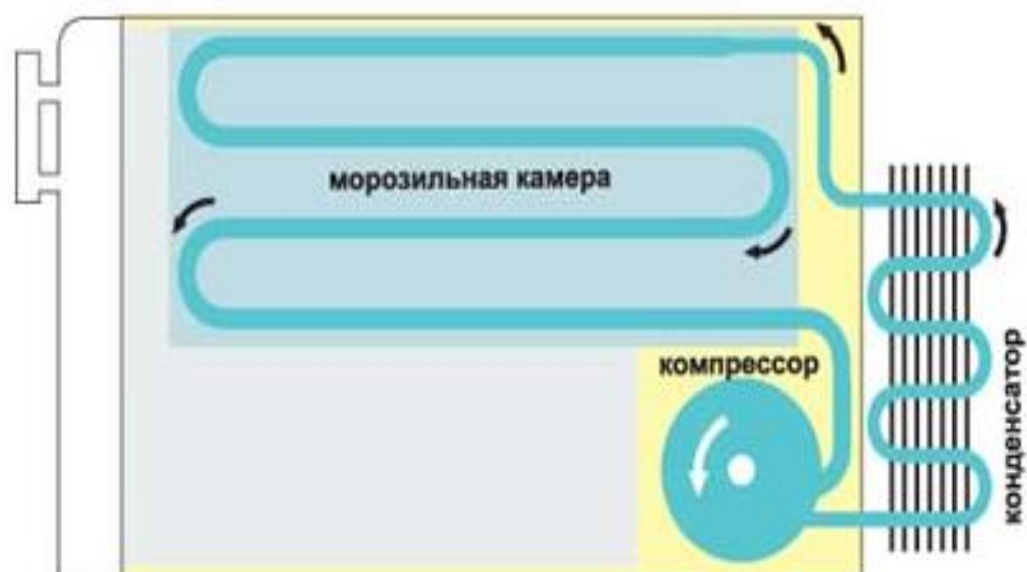 морозильная камера
компрессор
конденсатор